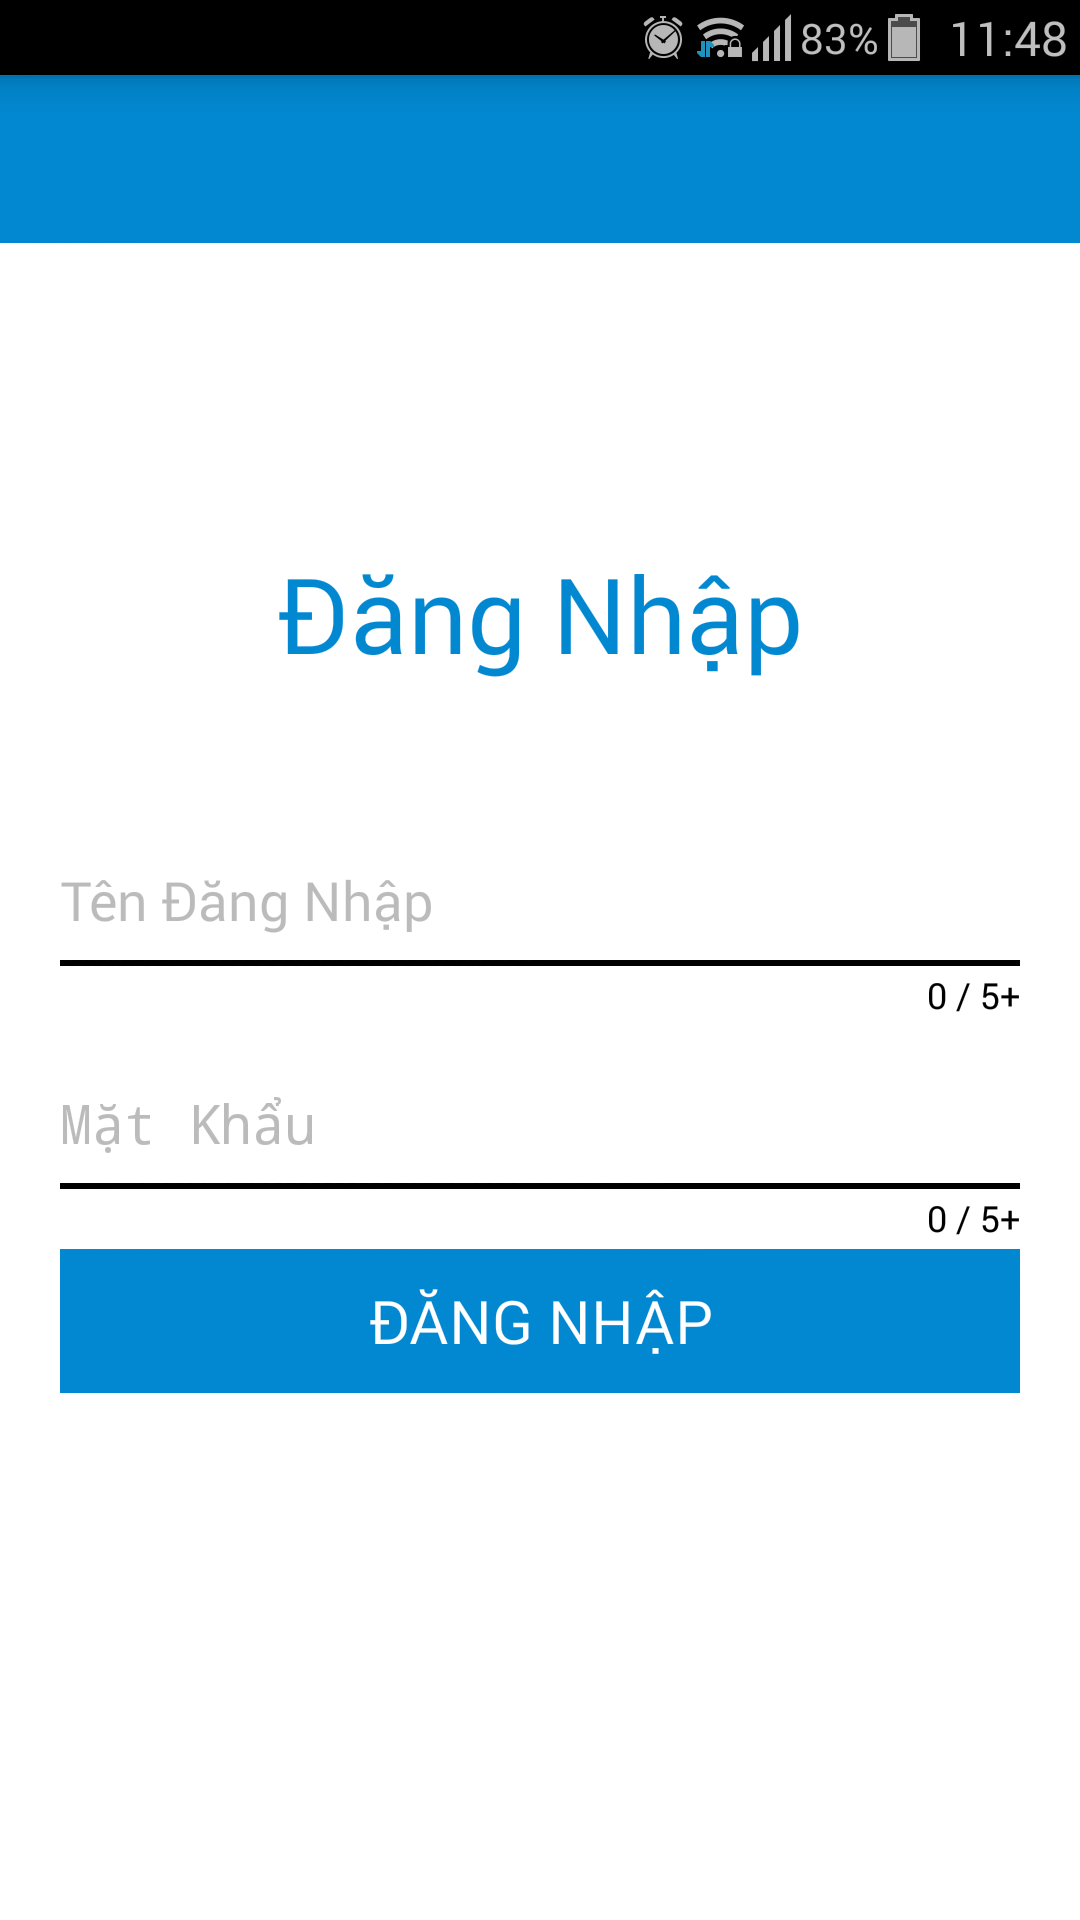 83% 11:48
Đăng Nhập
Tên Đăng Nhập
0 / 5+
Mặt Khẩu
0 / 5+
ĐĂNG NHẬP